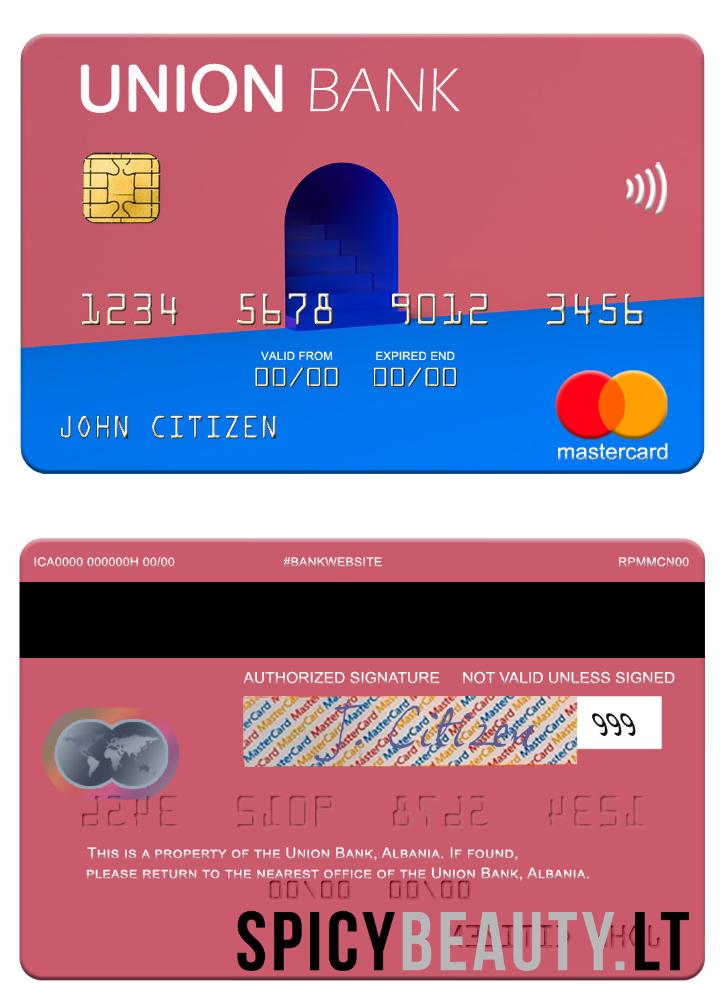 UNION BANK
1234 5678 9012 3456
VALID FROM EXPIRED END
00/00 00/00
JOHN CITIZEN
mastercard
ICA0000 000000H 00/00 #BANKWEBSITE RPMMCN00
AUTHORIZED SIGNATURE NOT VALID UNLESS SIGNED
J. Citizen 999
THIS IS A PROPERTY OF THE UNION BANK, ALBANIA. IF FOUND,
PLEASE RETURN TO THE NEAREST OFFICE OF THE UNION BANK, ALBANIA.
SPICYBEAUTY.LT